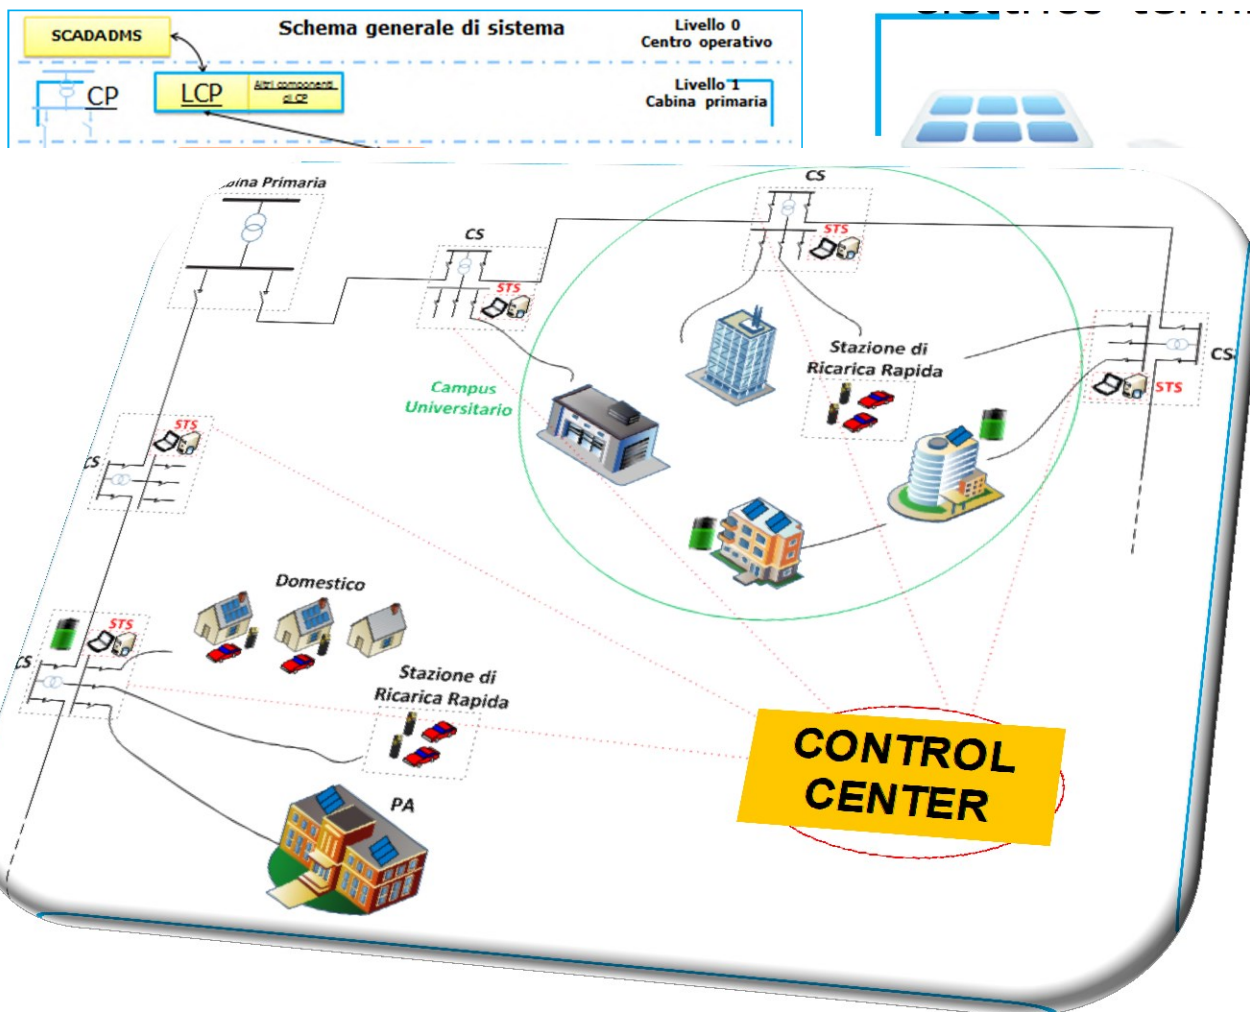 SCADADMS
Schema generale di sistema
Livello 0
Centro operativo
CP
LCP
Altri componenti
di CP
Livello 1
Cabina primaria
Primaria
CS
CS
STS
STS
Stazione di
Ricarica Rapida
CS
STS
Campus
Universitario
STS
CS
Domestico
STS
CS
Stazione di
Ricarica Rapida
PA
CONTROL
CENTER